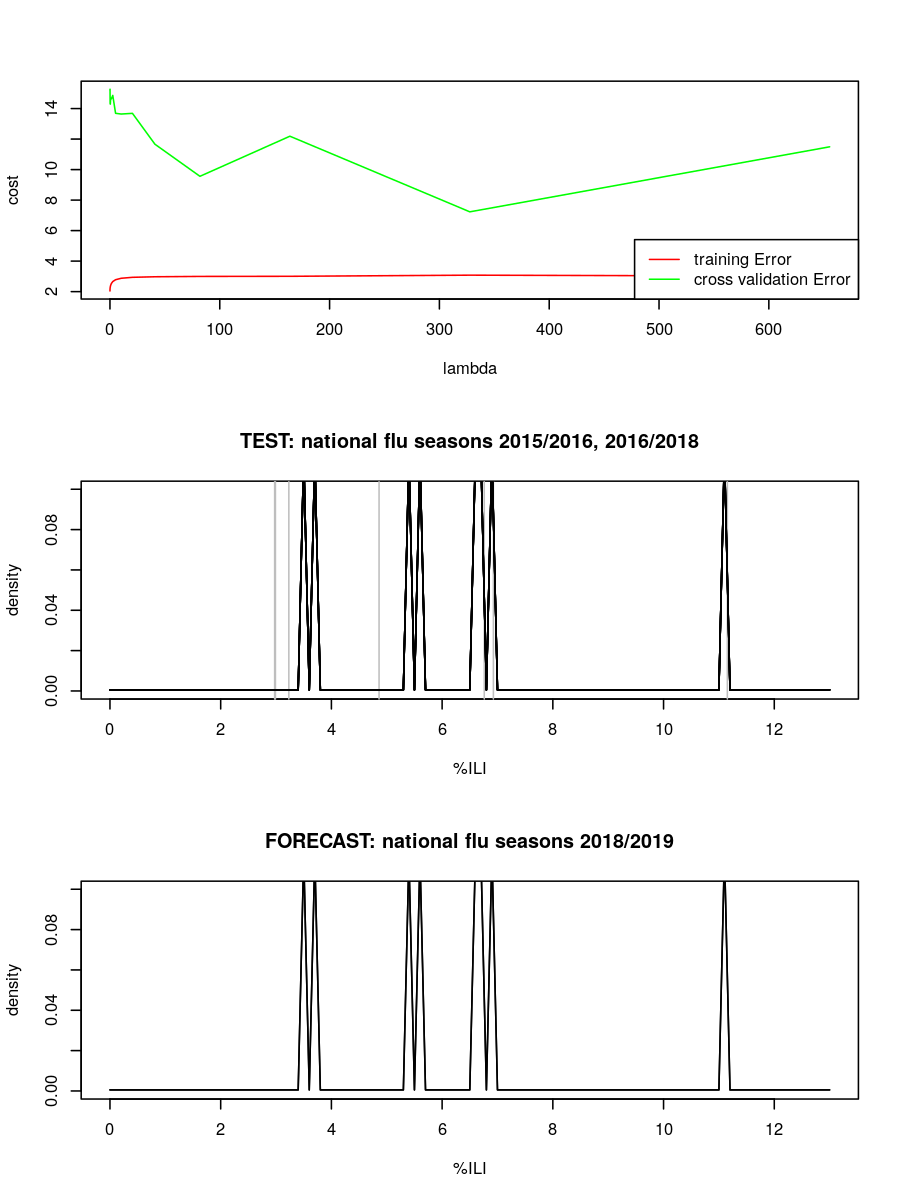 14
10
8
6
4
2
cost
training Error
cross validation Error
0 100 200 300 400 500 600
lambda
TEST: national flu seasons 2015/2016, 2016/2018
0.08
0.04
0.00
density
0 2 4 6 8 10 12
%ILI
FORECAST: national flu seasons 2018/2019
0.08
0.04
0.00
density
0 2 4 6 8 10 12
%ILI